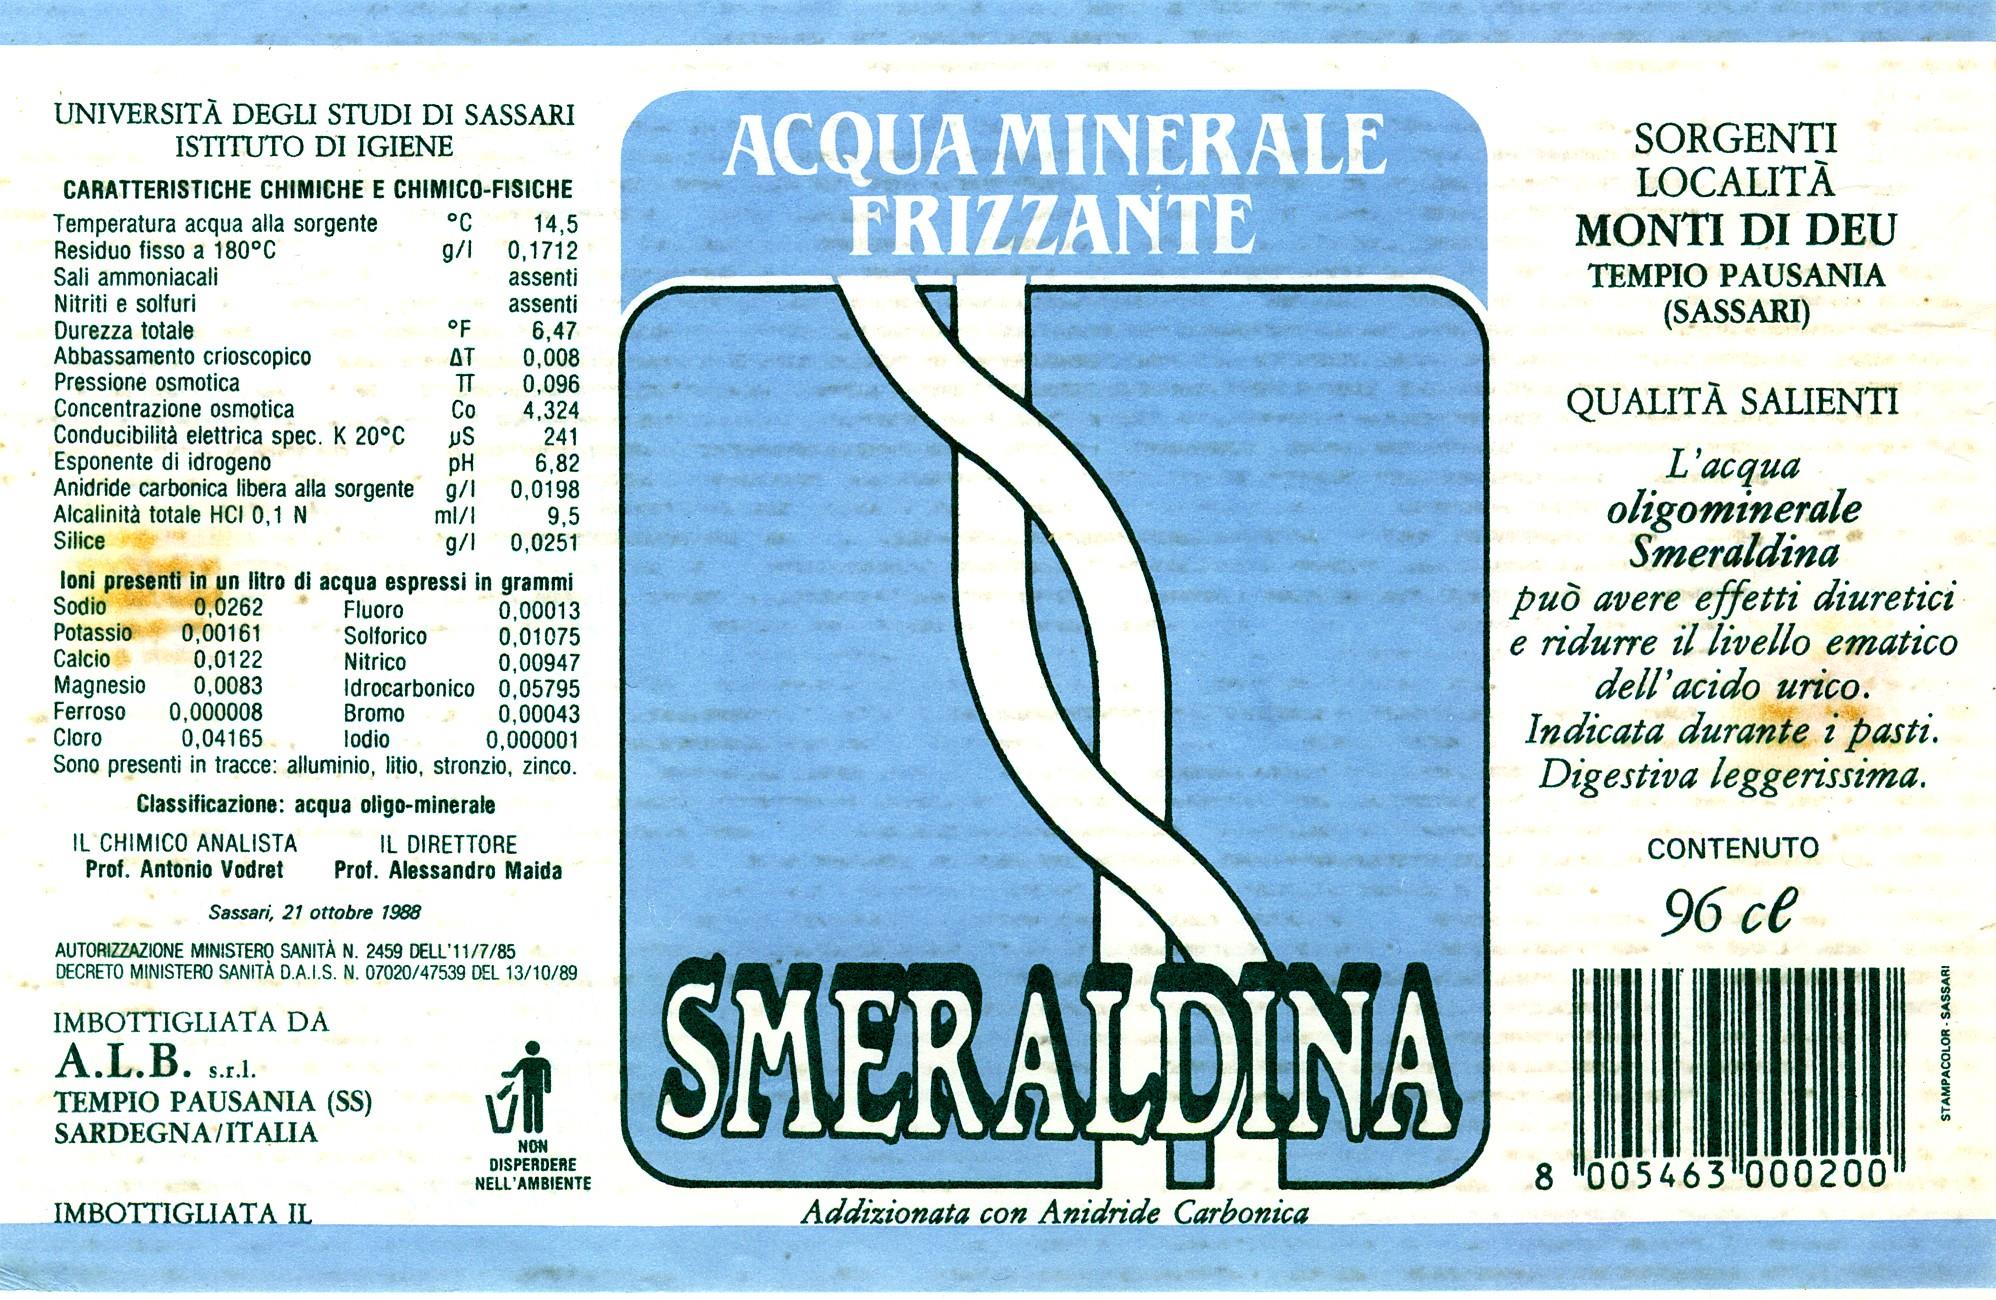 UNIVERSITÀ DEGLI STUDI DI SASSARI
ISTITUTO DI IGIENE
CARATTERISTICHE CHIMICHE E CHIMICO-FISICHE
Temperatura acqua alla sorgente °C 14,5
Residuo fisso a 180°C g/l 0,1712
Sali ammoniacali assenti
Nitriti e solfuri assenti
Durezza totale °F 6,47
Abbassamento crioscopico ΔT 0,008
Pressione osmotica π 0,096
Concentrazione osmotica Co 4,324
Conducibilità elettrica spec. K 20°C µS 241
Esponente di idrogeno pH 6,82
Anidride carbonica libera alla sorgente g/l 0,0198
Alcalinità totale HCl 0,1 N ml/l 9,5
Silice g/l 0,0251
Ioni presenti in un litro di acqua espressi in grammi
Sodio 0,0262 Fluoro 0,00013
Potassio 0,00161 Solforico 0,01075
Calcio 0,0122 Nitrico 0,00947
Magnesio 0,0083 Idrocarbonico 0,05795
Ferroso 0,000008 Bromo 0,00043
Cloro 0,04165 Iodio 0,000001
Sono presenti in tracce: alluminio, litio, stronzio, zinco.
Classificazione: acqua oligo-minerale
IL CHIMICO ANALISTA IL DIRETTORE
Prof. Antonio Vodret Prof. Alessandro Maida
Sassari, 21 ottobre 1988
AUTORIZZAZIONE MINISTERO SANITÀ N. 2459 DELL'11/7/85
DECRETO MINISTERO SANITÀ D.A.I.S. N. 07020/47539 DEL 13/10/89
IMBOTTIGLIATA DA
A.L.B. s.r.l.
TEMPIO PAUSANIA (SS)
SARDEGNA/ITALIA
NON
DISPERDERE
NELL'AMBIENTE
IMBOTTIGLIATA IL
ACQUA MINERALE
FRIZZANTE
SMERALDINA
Addizionata con Anidride Carbonica
SORGENTI
LOCALITÀ
MONTI DI DEU
TEMPIO PAUSANIA
(SASSARI)
QUALITÀ SALIENTI
L'acqua
oligominerale
Smeraldina
può avere effetti diuretici
e ridurre il livello ematico
dell'acido urico.
Indicata durante i pasti.
Digestiva leggerissima.
CONTENUTO
96 cl
8 005463 000200
STAMPACOLOR - SASSARI